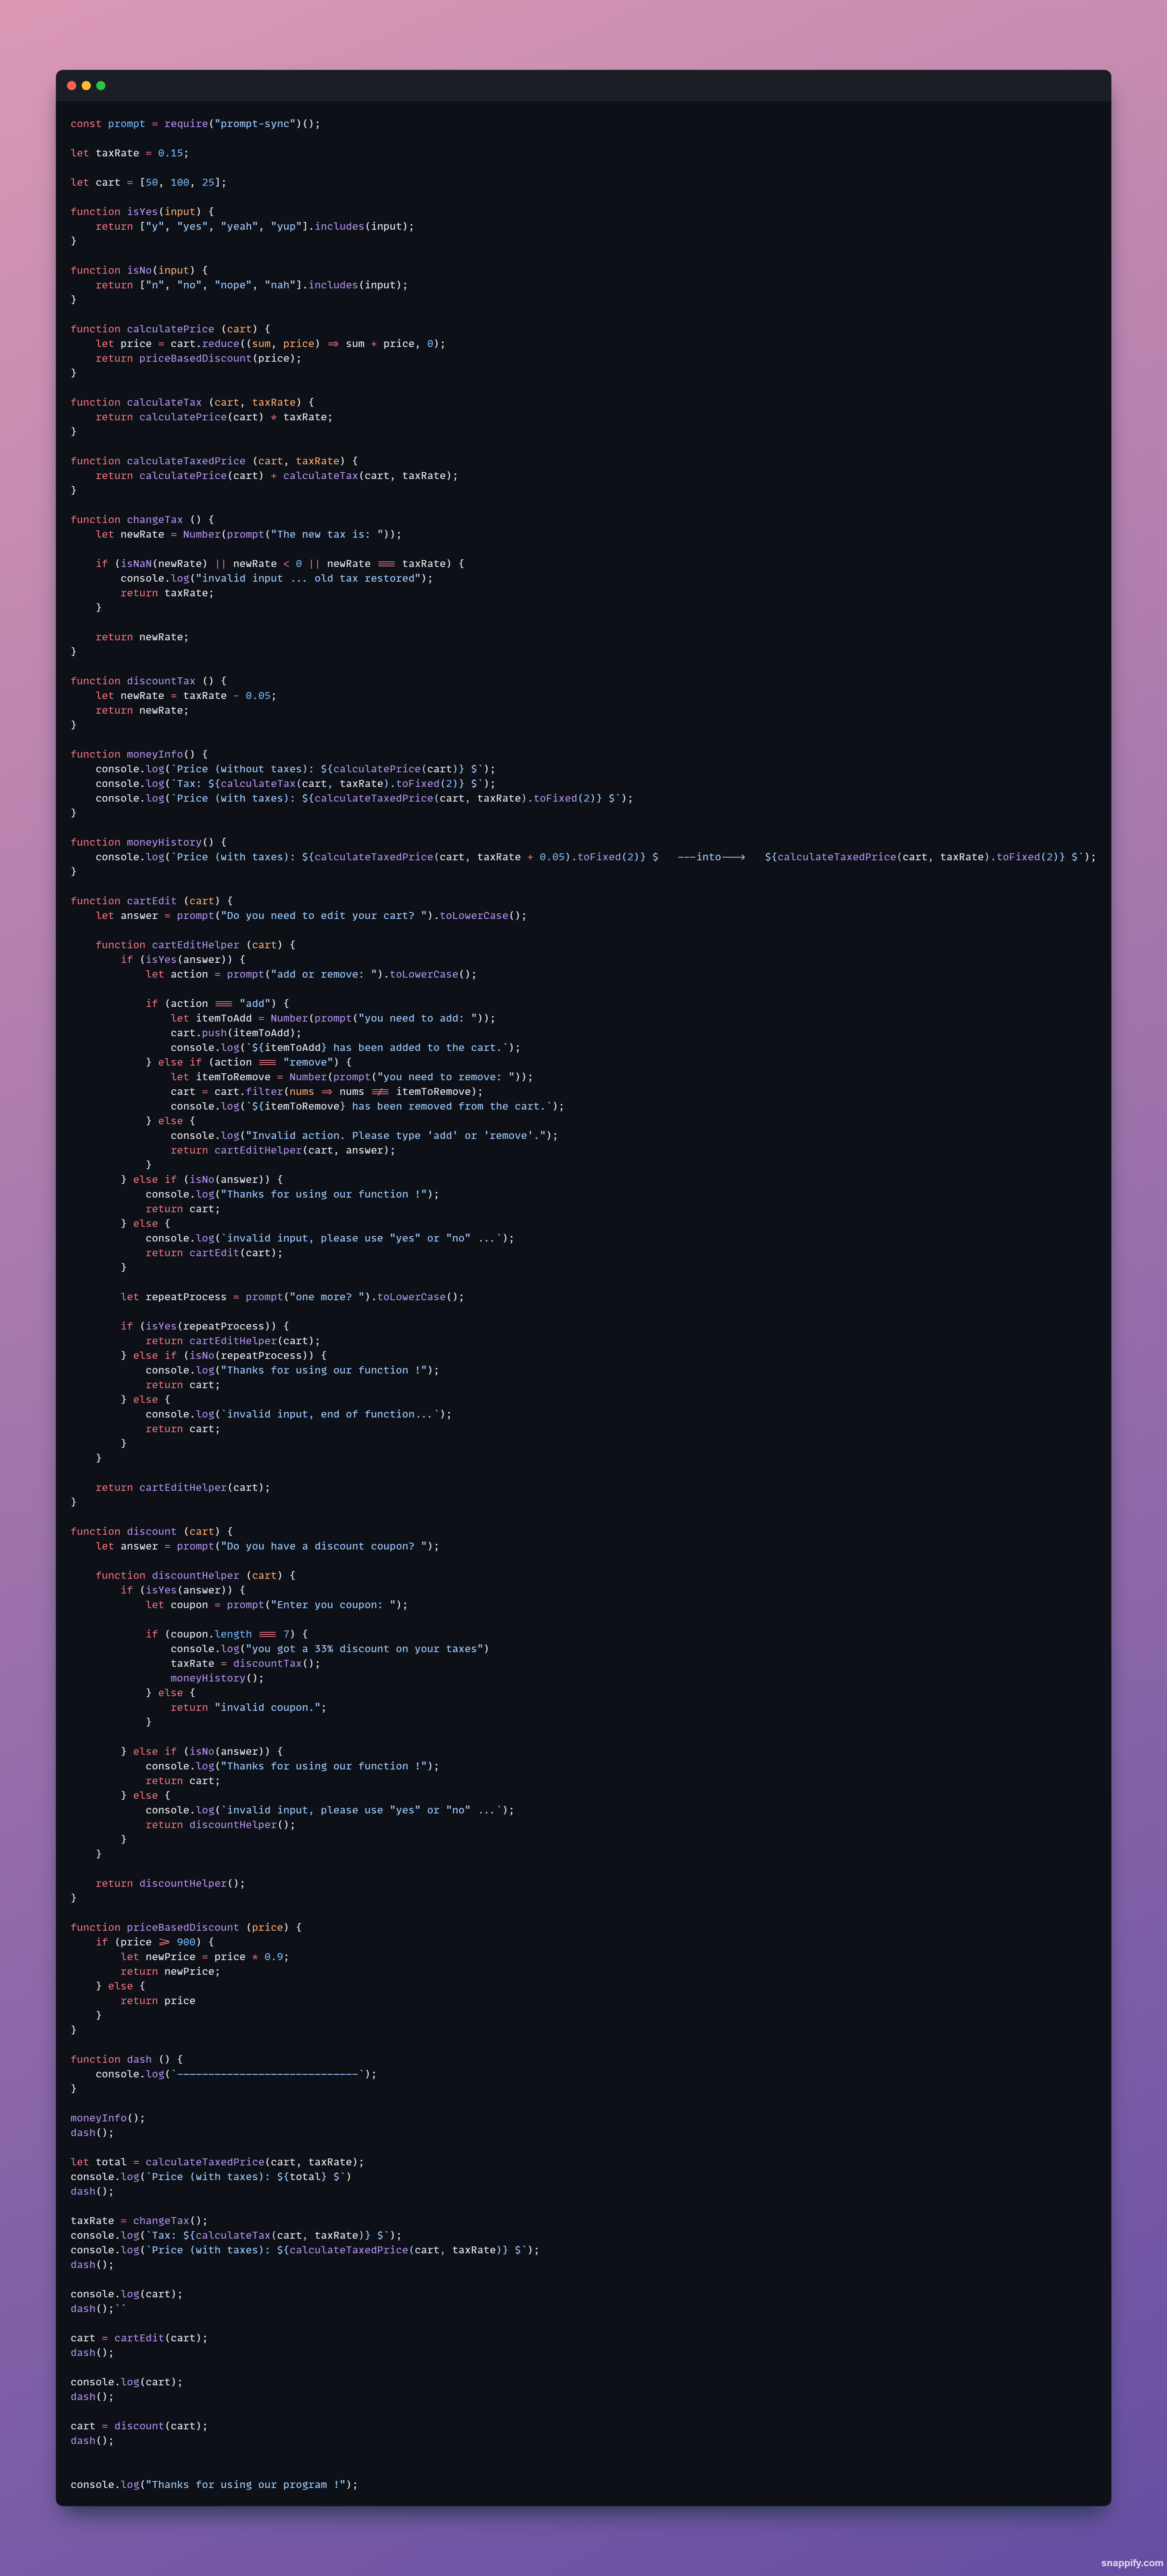 const prompt = require("prompt-sync")();

let taxRate = 0.15;

let cart = [50, 100, 25];

function isYes(input) {
    return ["y", "yes", "yeah", "yup"].includes(input);
}

function isNo(input) {
    return ["n", "no", "nope", "nah"].includes(input);
}

function calculatePrice (cart) {
    let price = cart.reduce((sum, price) => sum + price, 0);
    return priceBasedDiscount(price);
}

function calculateTax (cart, taxRate) {
    return calculatePrice(cart) * taxRate;
}

function calculateTaxedPrice (cart, taxRate) {
    return calculatePrice(cart) + calculateTax(cart, taxRate);
}

function changeTax () {
    let newRate = Number(prompt("The new tax is: "));

    if (isNaN(newRate) || newRate < 0 || newRate === taxRate) {
        console.log("invalid input ... old tax restored");
        return taxRate;
    }

    return newRate;
}

function discountTax () {
    let newRate = taxRate - 0.05;
    return newRate;
}

function moneyInfo() {
    console.log(`Price (without taxes): ${calculatePrice(cart)} $`);
    console.log(`Tax: ${calculateTax(cart, taxRate).toFixed(2)} $`);
    console.log(`Price (with taxes): ${calculateTaxedPrice(cart, taxRate).toFixed(2)} $`);
}

function moneyHistory() {
    console.log(`Price (with taxes): ${calculateTaxedPrice(cart, taxRate + 0.05).toFixed(2)} $   ---into--->   ${calculateTaxedPrice(cart, taxRate).toFixed(2)} $`);
}

function cartEdit (cart) {
    let answer = prompt("Do you need to edit your cart? ").toLowerCase();

    function cartEditHelper (cart) {
        if (isYes(answer)) {
            let action = prompt("add or remove: ").toLowerCase();

            if (action === "add") {
                let itemToAdd = Number(prompt("you need to add: "));
                cart.push(itemToAdd);
                console.log(`${itemToAdd} has been added to the cart.`);
            } else if (action === "remove") {
                let itemToRemove = Number(prompt("you need to remove: "));
                cart = cart.filter(nums => nums !== itemToRemove);
                console.log(`${itemToRemove} has been removed from the cart.`);
            } else {
                console.log("Invalid action. Please type 'add' or 'remove'.");
                return cartEditHelper(cart, answer);
            }
        } else if (isNo(answer)) {
            console.log("Thanks for using our function !");
            return cart;
        } else {
            console.log(`invalid input, please use "yes" or "no" ...`);
            return cartEdit(cart);
        }

        let repeatProcess = prompt("one more? ").toLowerCase();

        if (isYes(repeatProcess)) {
            return cartEditHelper(cart);
        } else if (isNo(repeatProcess)) {
            console.log("Thanks for using our function !");
            return cart;
        } else {
            console.log(`invalid input, end of function...`);
            return cart;
        }
    }

    return cartEditHelper(cart);
}

function discount (cart) {
    let answer = prompt("Do you have a discount coupon? ");

    function discountHelper (cart) {
        if (isYes(answer)) {
            let coupon = prompt("Enter you coupon: ");

            if (coupon.length === 7) {
                console.log("you got a 33% discount on your taxes")
                taxRate = discountTax();
                moneyHistory();
            } else {
                return "invalid coupon.";
            }

        } else if (isNo(answer)) {
            console.log("Thanks for using our function !");
            return cart;
        } else {
            console.log(`invalid input, please use "yes" or "no" ...`);
            return discountHelper();
        }
    }

    return discountHelper();
}

function priceBasedDiscount (price) {
    if (price >= 900) {
        let newPrice = price * 0.9;
        return newPrice;
    } else {
        return price
    }
}

function dash () {
    console.log(`-----------------------------`);
}

moneyInfo();
dash();

let total = calculateTaxedPrice(cart, taxRate);
console.log(`Price (with taxes): ${total} $`)
dash();

taxRate = changeTax();
console.log(`Tax: ${calculateTax(cart, taxRate)} $`);
console.log(`Price (with taxes): ${calculateTaxedPrice(cart, taxRate)} $`);
dash();

console.log(cart);
dash();``

cart = cartEdit(cart);
dash();

console.log(cart);
dash();

cart = discount(cart);
dash();


console.log("Thanks for using our program !");
snappify.com